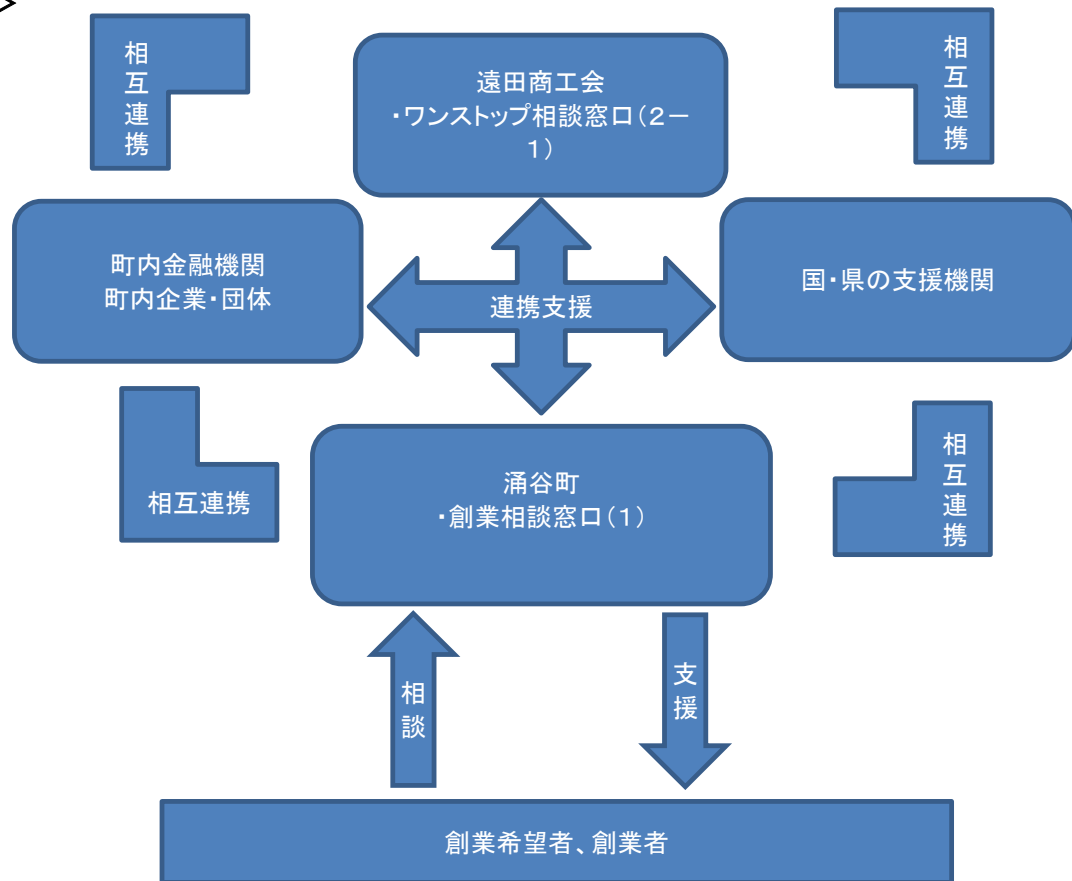 相互連携
遠田商工会
・ワンストップ相談窓口(2-
1)
相互連携
町内金融機関
町内企業・団体
連携支援
国・県の支援機関
相互連携
涌谷町
・創業相談窓口(1)
相互連携
相談
支援
創業希望者、創業者